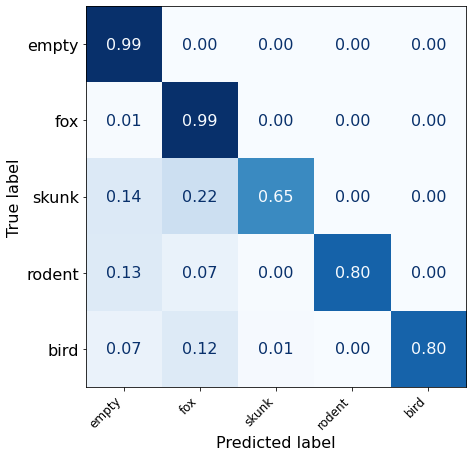 True label
empty 0.99 0.00 0.00 0.00 0.00
fox 0.01 0.99 0.00 0.00 0.00
skunk 0.14 0.22 0.65 0.00 0.00
rodent 0.13 0.07 0.00 0.80 0.00
bird 0.07 0.12 0.01 0.00 0.80
empty fox skunk rodent bird
Predicted label